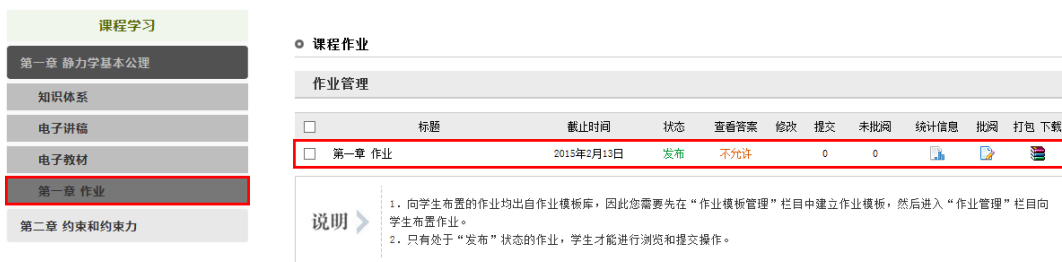 课程学习
第一章 静力学基本公理
知识体系
电子讲稿
电子教材
第一章 作业
第二章 约束和约束力
课程作业
作业管理
标题 截止时间 状态 查看答案 修改 提交 未批阅 统计信息 批阅 打包 下载
第一章 作业 2015年2月13日 发布 不允许 0 0
说明
1. 向学生布置的作业均出自作业模板库，因此您需要先在“作业模板管理”栏目中建立作业模板，然后进入“作业管理”栏目向
学生布置作业。
2. 只有处于“发布”状态的作业，学生才能进行浏览和提交操作。